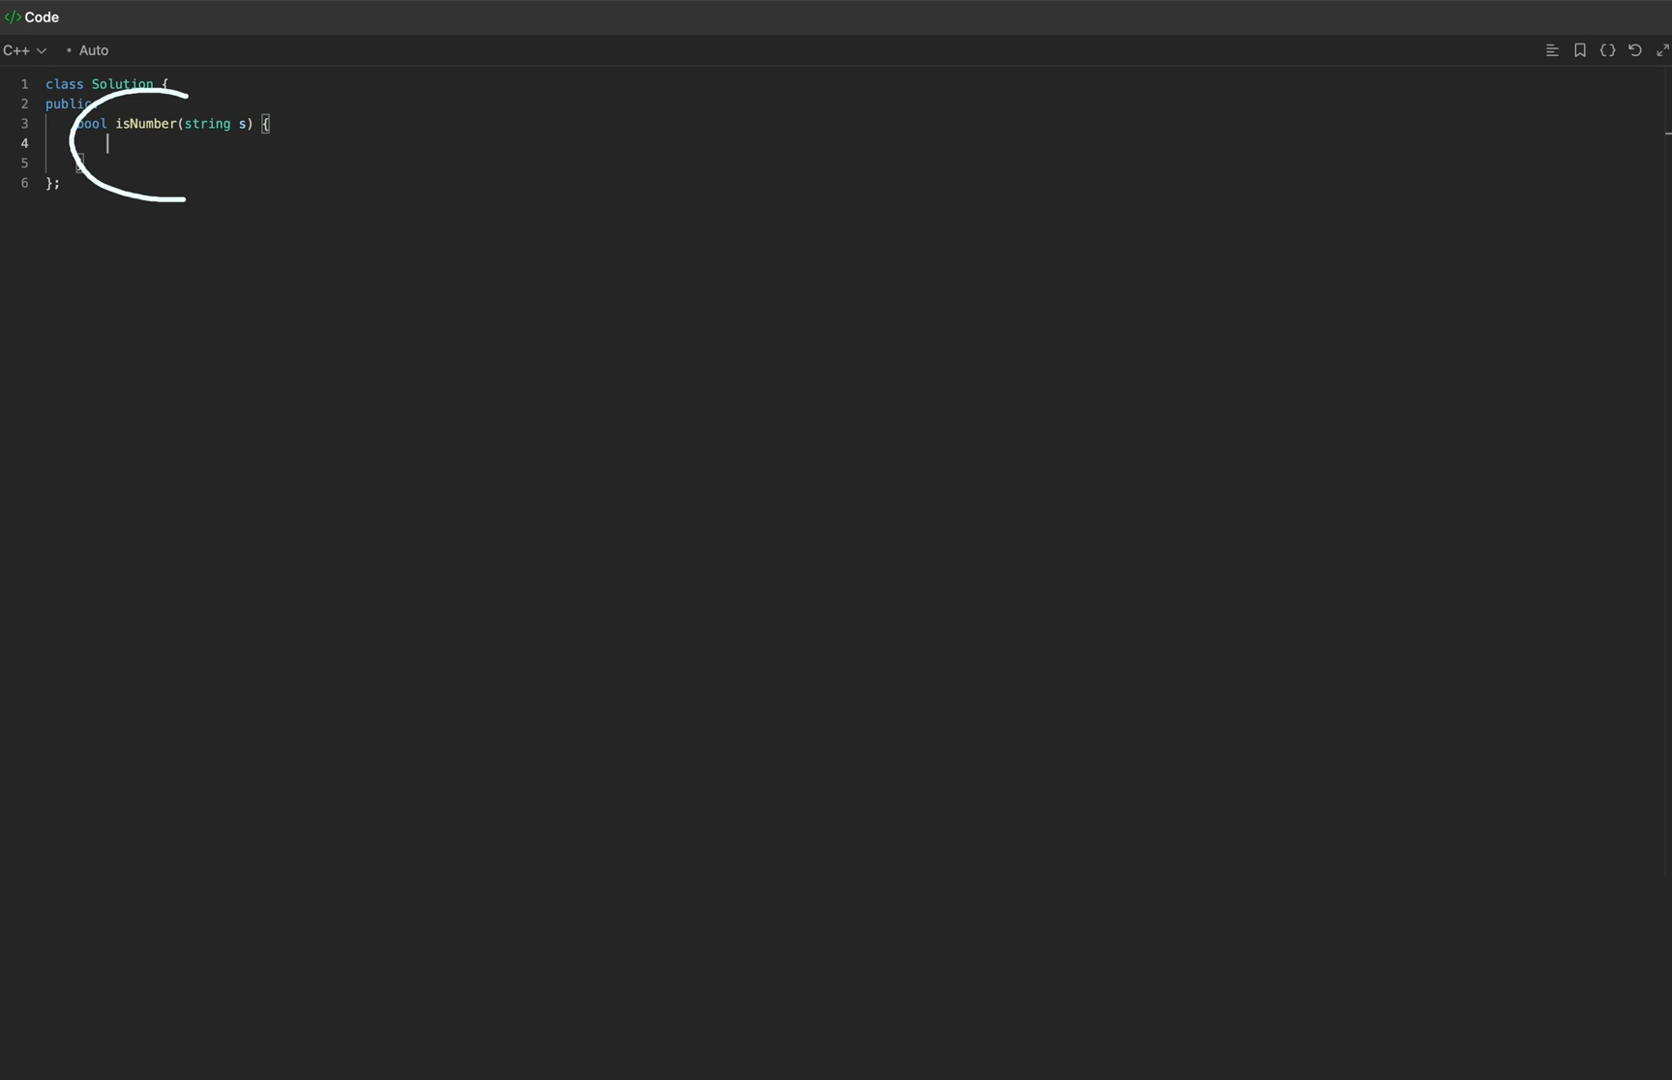 </> Code
C++ • Auto
1 class Solution {
2 public
3 bool isNumber(string s) {
4
5 }
6 };